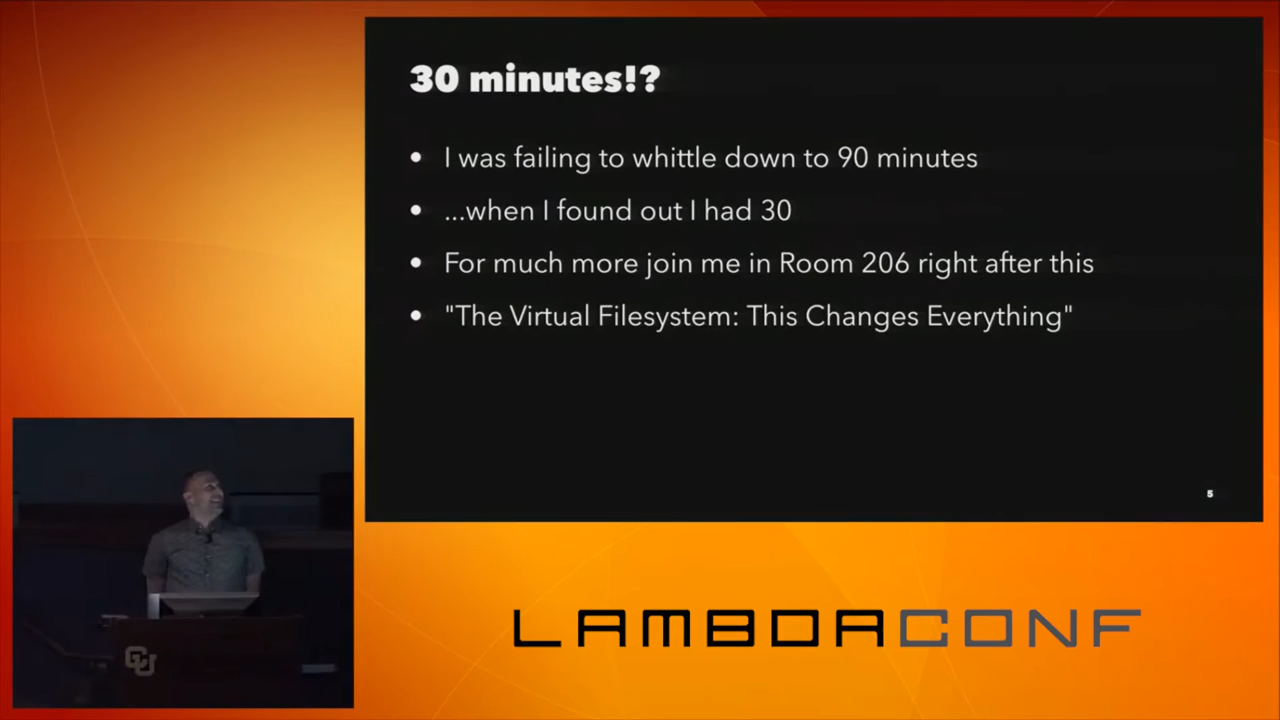 30 minutes!?
• I was failing to whittle down to 90 minutes
• ...when I found out I had 30
• For much more join me in Room 206 right after this
• "The Virtual Filesystem: This Changes Everything"
5
CU
LAMBDACONF